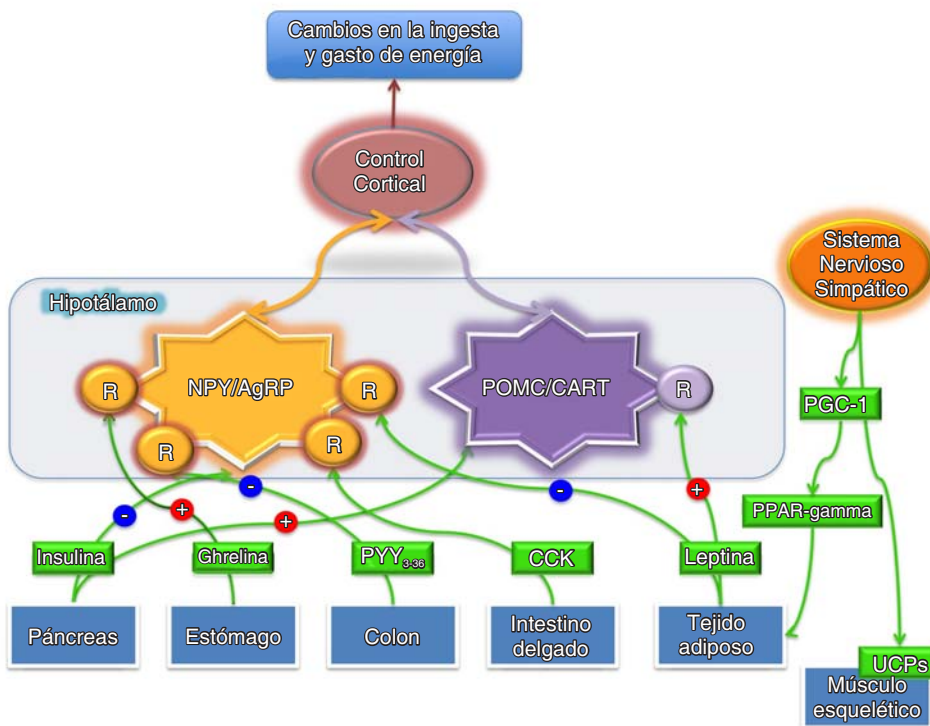 Cambios en la ingesta
y gasto de energía
Control
Cortical
Sistema
Nervioso
Simpático
Hipotálamo
R
NPY/AgRP
R
POMC/CART
R
R
R
PGC-1
PPAR-gamma
-
+
-
+
-
+
Insulina
Ghrelina
PYY3-36
CCK
Leptina
Páncreas
Estómago
Colon
Intestino
delgado
Tejido
adiposo
UCPs
Músculo
esquelético